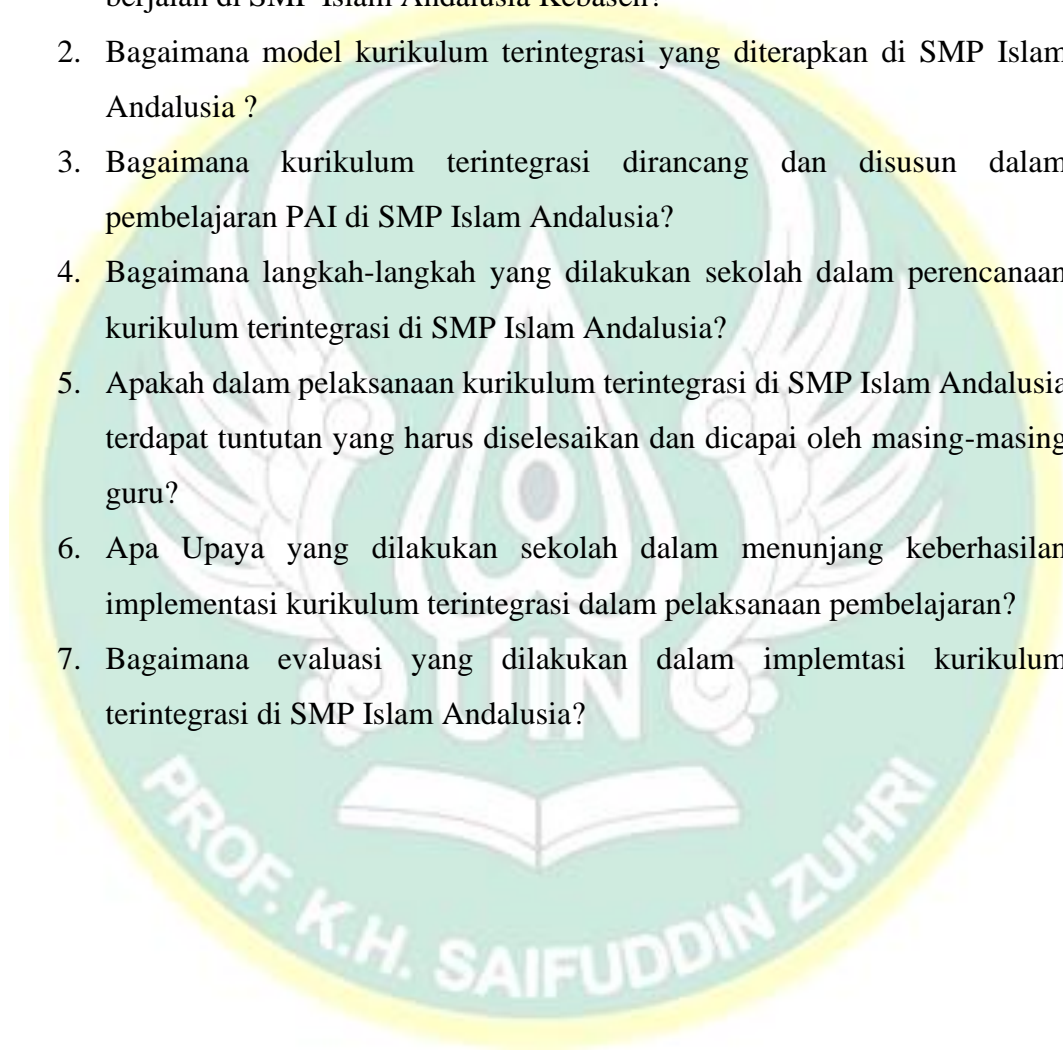 2. Bagaimana model kurikulum terintegrasi yang diterapkan di SMP Islam
Andalusia ?
3. Bagaimana kurikulum terintegrasi dirancang dan disusun dalam
pembelajaran PAI di SMP Islam Andalusia?
4. Bagaimana langkah-langkah yang dilakukan sekolah dalam perencanaan
kurikulum terintegrasi di SMP Islam Andalusia?
5. Apakah dalam pelaksanaan kurikulum terintegrasi di SMP Islam Andalusia
terdapat tuntutan yang harus diselesaikan dan dicapai oleh masing-masing
guru?
6. Apa Upaya yang dilakukan sekolah dalam menunjang keberhasilan
implementasi kurikulum terintegrasi dalam pelaksanaan pembelajaran?
7. Bagaimana evaluasi yang dilakukan dalam implemtasi kurikulum
terintegrasi di SMP Islam Andalusia?
UIN
PROF. K.H. SAIFUDDIN ZUHRI